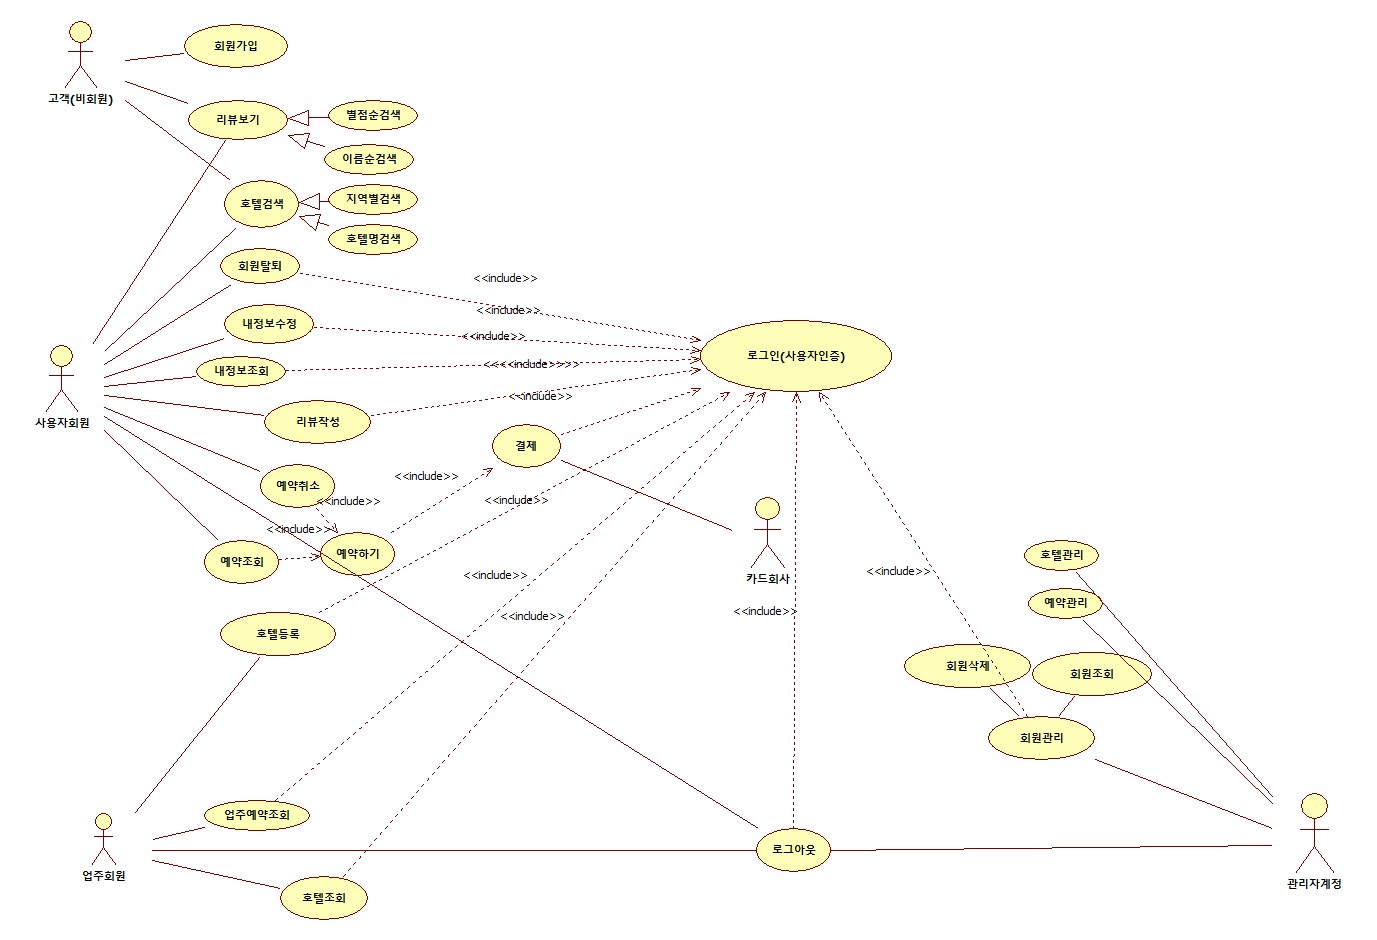 회원가입
고객(비회원)
리뷰보기
별점순검색
이름순검색
호텔검색
지역별검색
호텔명검색
회원탈퇴
<<include>>
내정보수정
<<include>>
<<include>>
로그인(사용자인증)
내정보조회
<<<<include>>>>
사용자회원
<<include>>
리뷰작성
결제
<<include>>
예약취소
<<include>>
<<include>>
<<include>>
예약조회
예약하기
카드회사
<<include>>
<<include>>
<<include>>
<<include>>
호텔관리
예약관리
호텔등록
회원삭제
회원조회
회원관리
업주예약조회
업주회원
로그아웃
관리자계정
호텔조회